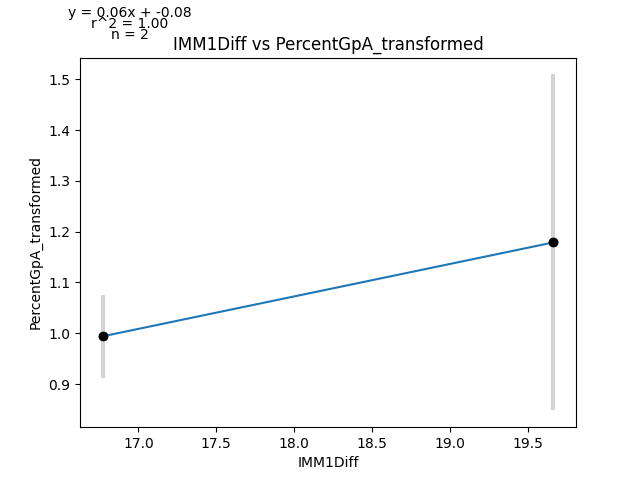 y = 0.06x + -0.08
r^2 = 1.00
n = 2
IMM1Diff vs PercentGpA_transformed
1.5
1.4
1.3
1.2
1.1
1.0
0.9
PercentGpA_transformed
17.0 17.5 18.0 18.5 19.0 19.5
IMM1Diff